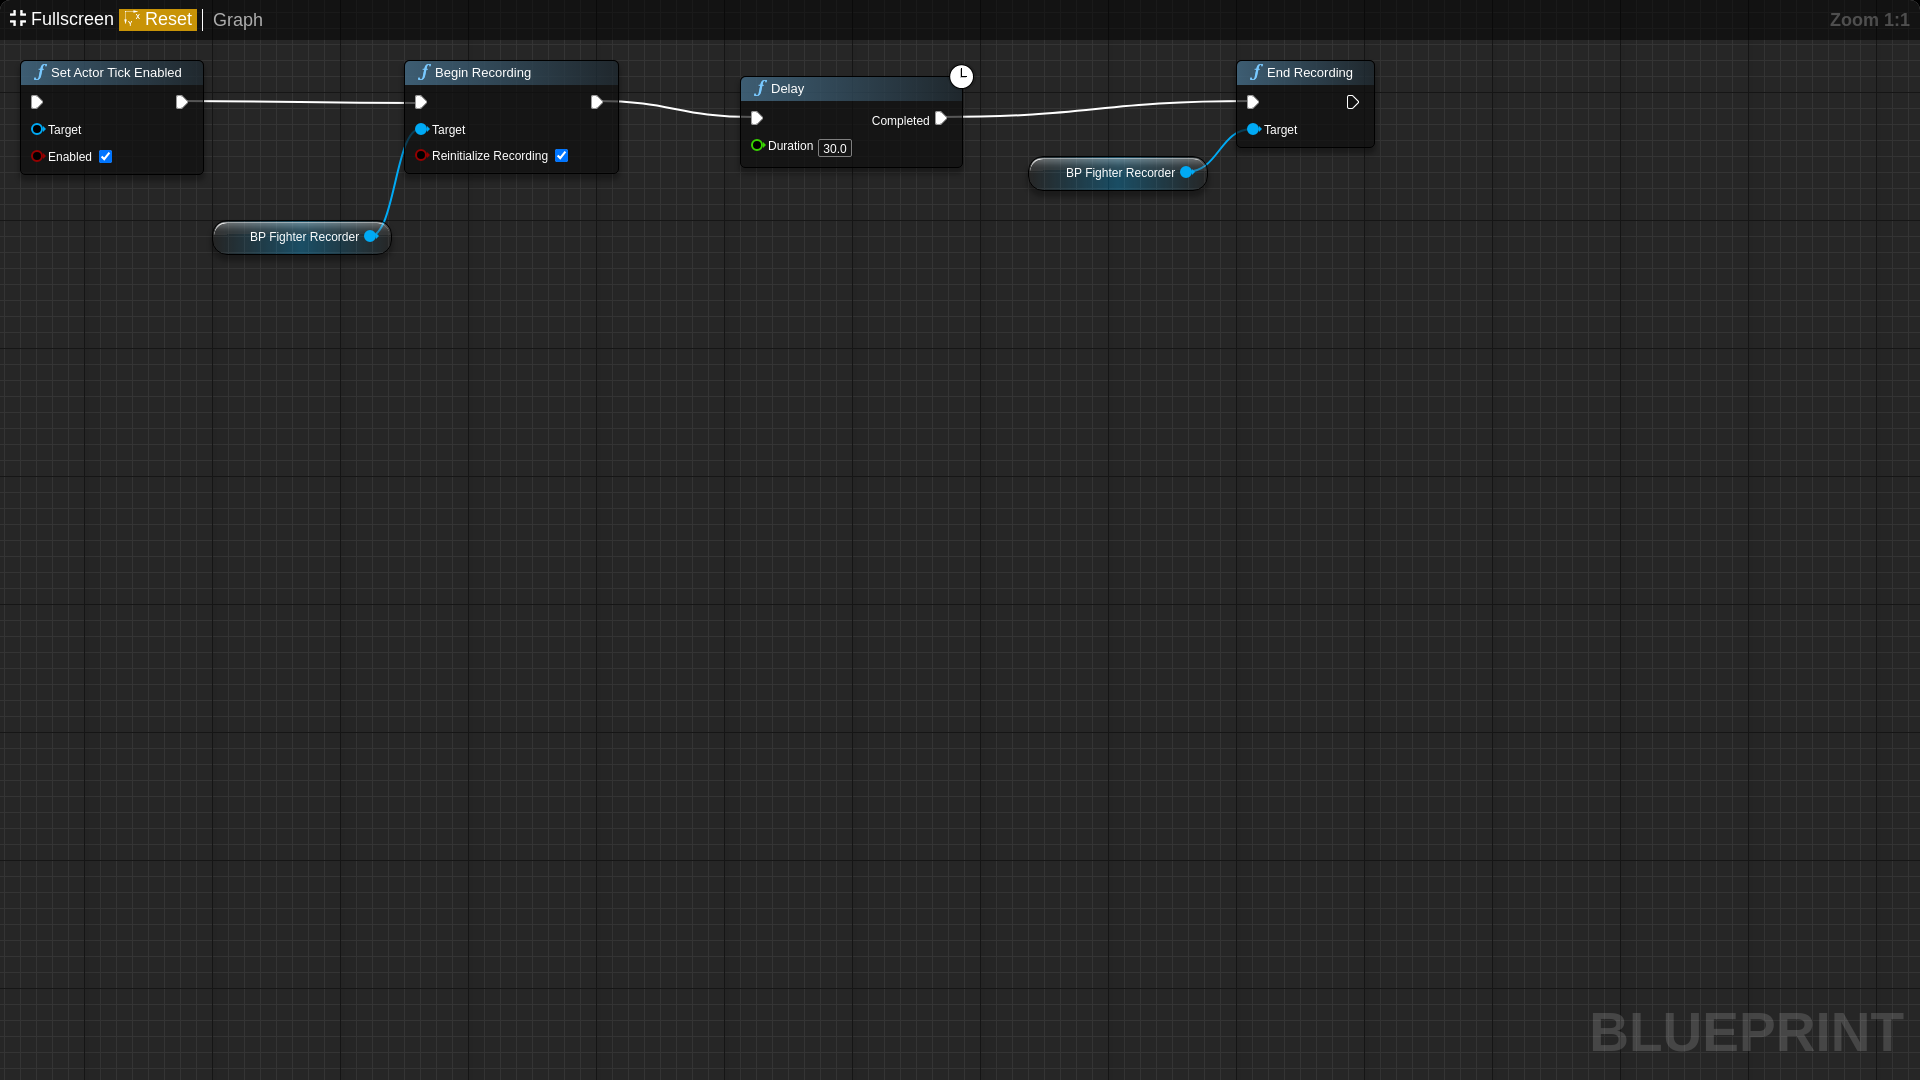 Fullscreen Reset Graph Zoom 1:1
Set Actor Tick Enabled
Target
Enabled
Begin Recording
Target
Reinitialize Recording
BP Fighter Recorder
Delay
Completed
Duration 30.0
BP Fighter Recorder
End Recording
Target
BLUEPRINT